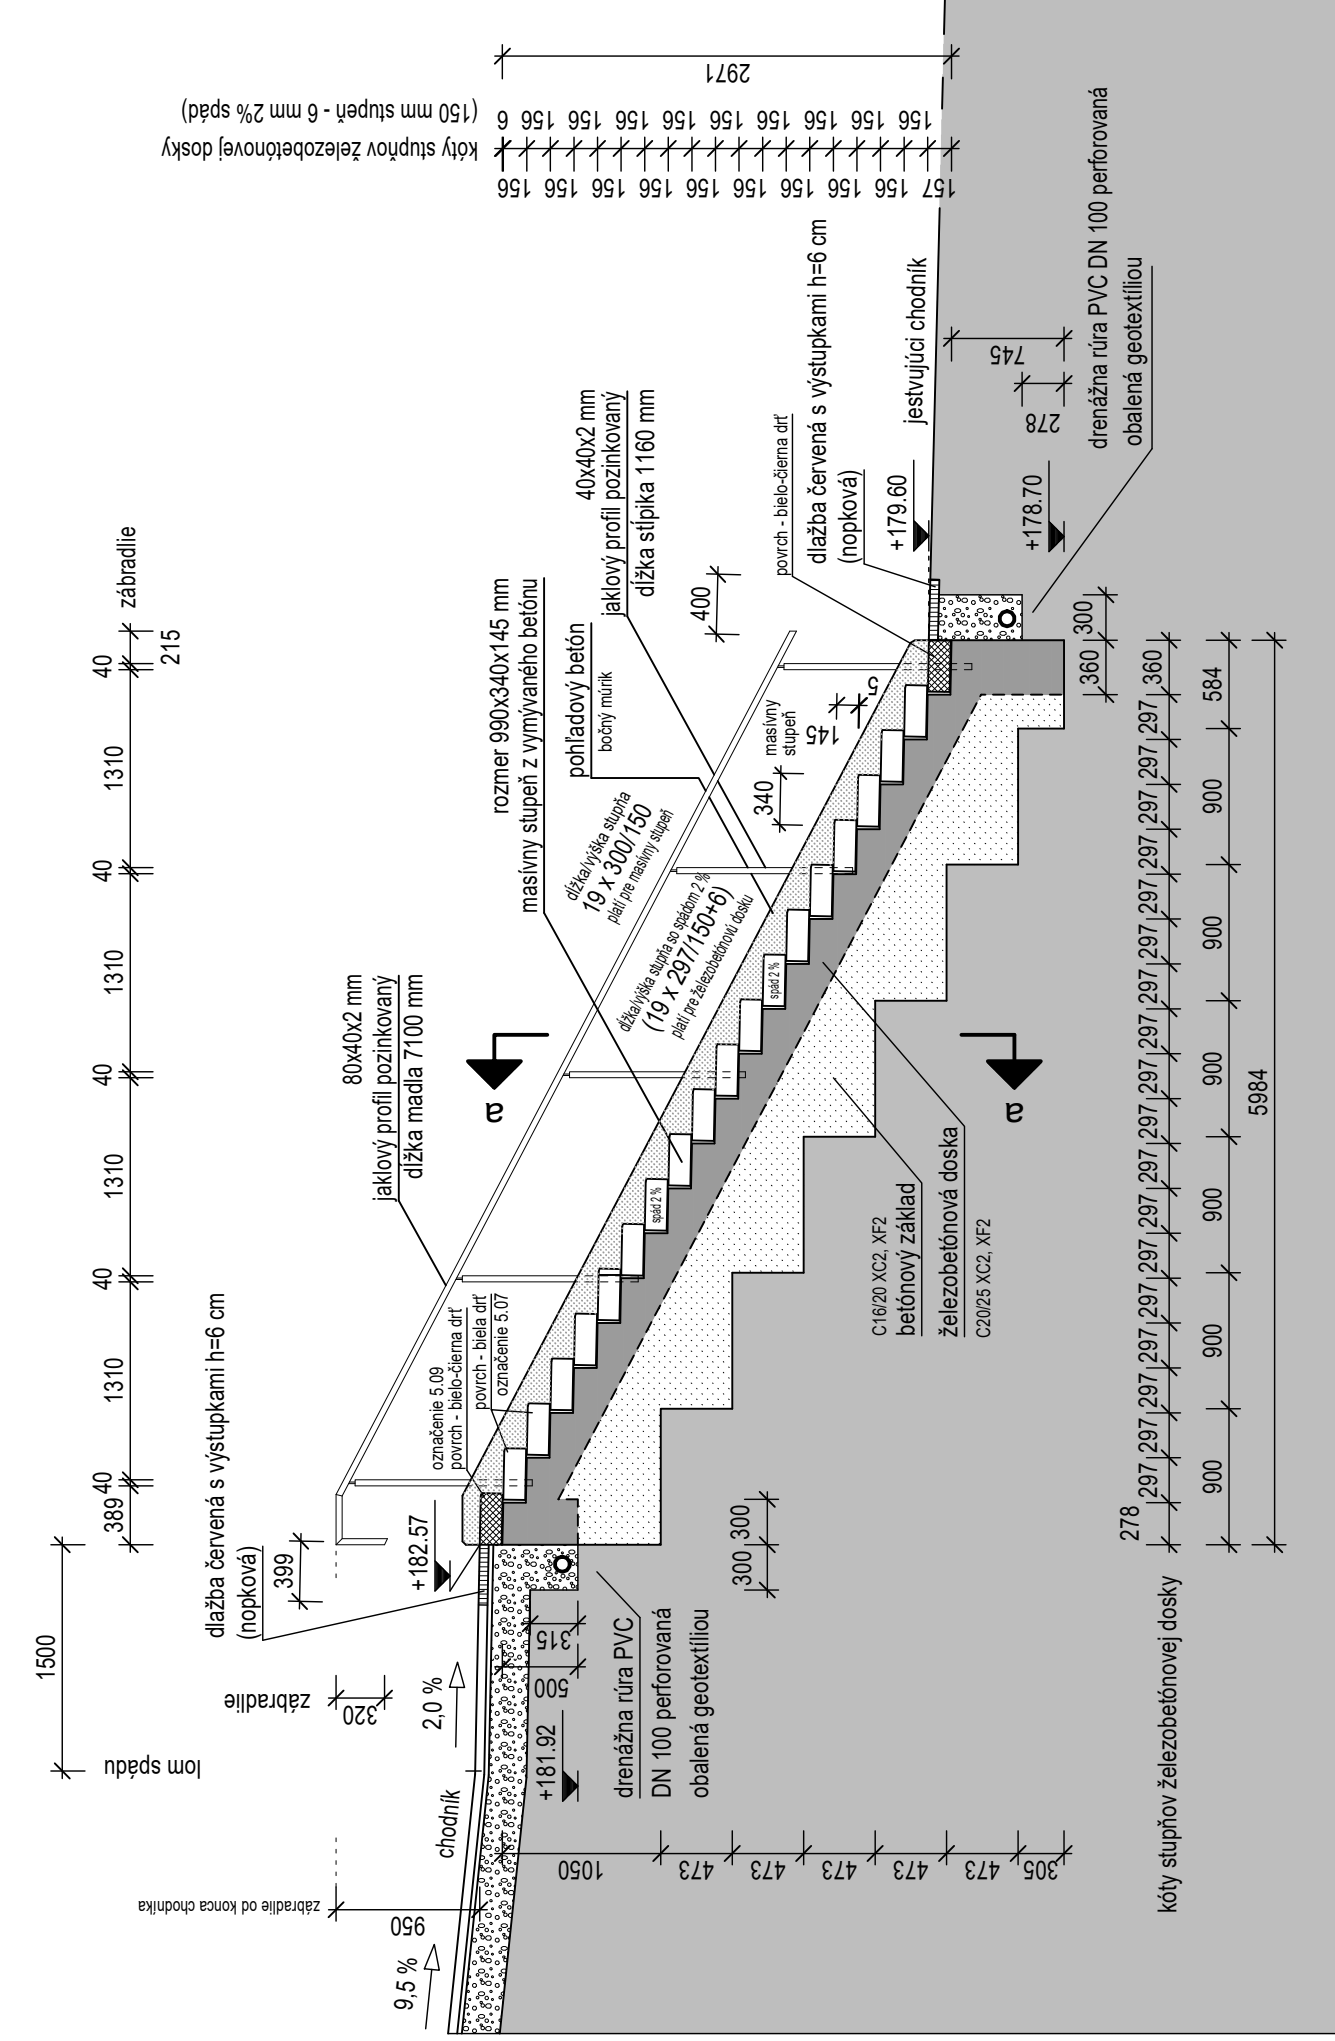 1500
lom spádu
389
40
1310
40
1310
40
1310
40
1310
40
215
zábradlie
dlažba červená s výstupkami h=6 cm
(nopková)
399
zábradlie
320
zábradlie od konca chodníka
950
9,5 %
chodník
2,0 %
+182.57
označenie 5.09
povrch - bielo-čierna drť
povrch - biela drť
označenie 5.07
80x40x2 mm
jaklový profil pozinkovaný
dĺžka madla 7100 mm
a
a
dĺžka/výška stupňa
19 x 300/150
platí pre masívny stupeň
dĺžka/výška stupňa so spádom 2 %
(19 x 297/150+6)
platí pre železobetónovú dosku
rozmer 990x340x145 mm
masívny stupeň z vymývaného betónu
pohľadový betón
bočný múrik
40x40x2 mm
jaklový profil pozinkovaný
dĺžka stĺpika 1160 mm
400
340
masívny
stupeň
145
5
spád 2 %
spád 2 %
povrch - bielo-čierna drť
dlažba červená s výstupkami h=6 cm
(nopková)
+179.60
jestvujúci chodník
+178.70
745
278
drenážna rúra PVC DN 100 perforovaná
obalená geotextíliou
kóty stupňov železobetónovej dosky
(150 mm stupeň - 6 mm 2% spád)
6 156 156 156 156 156 156 156 156 156
156 156 156 156 156 156 156 156 156 157
2971
315
500
+181.92
drenážna rúra PVC
DN 100 perforovaná
obalená geotextíliou
300 300
1050
473
473
473
473
473
305
C16/20 XC2, XF2
betónový základ
železobetónová doska
C20/25 XC2, XF2
300
360
kóty stupňov železobetónovej dosky
278
297 297 297 297 297 297 297 297 297 297 297 297 297 297 297 297 297 297 360
900 900 900 900 900 900 584
5984